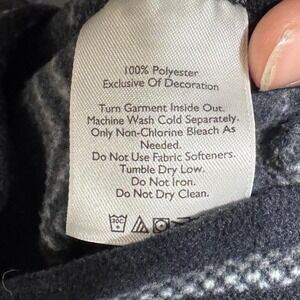 100% Polyester
Exclusive Of Decoration
Turn Garment Inside Out.
Machine Wash Cold Separately.
Only Non-Chlorine Bleach As
Needed.
Do Not Use Fabric Softeners.
Tumble Dry Low.
Do Not Iron.
Do Not Dry Clean.
30C